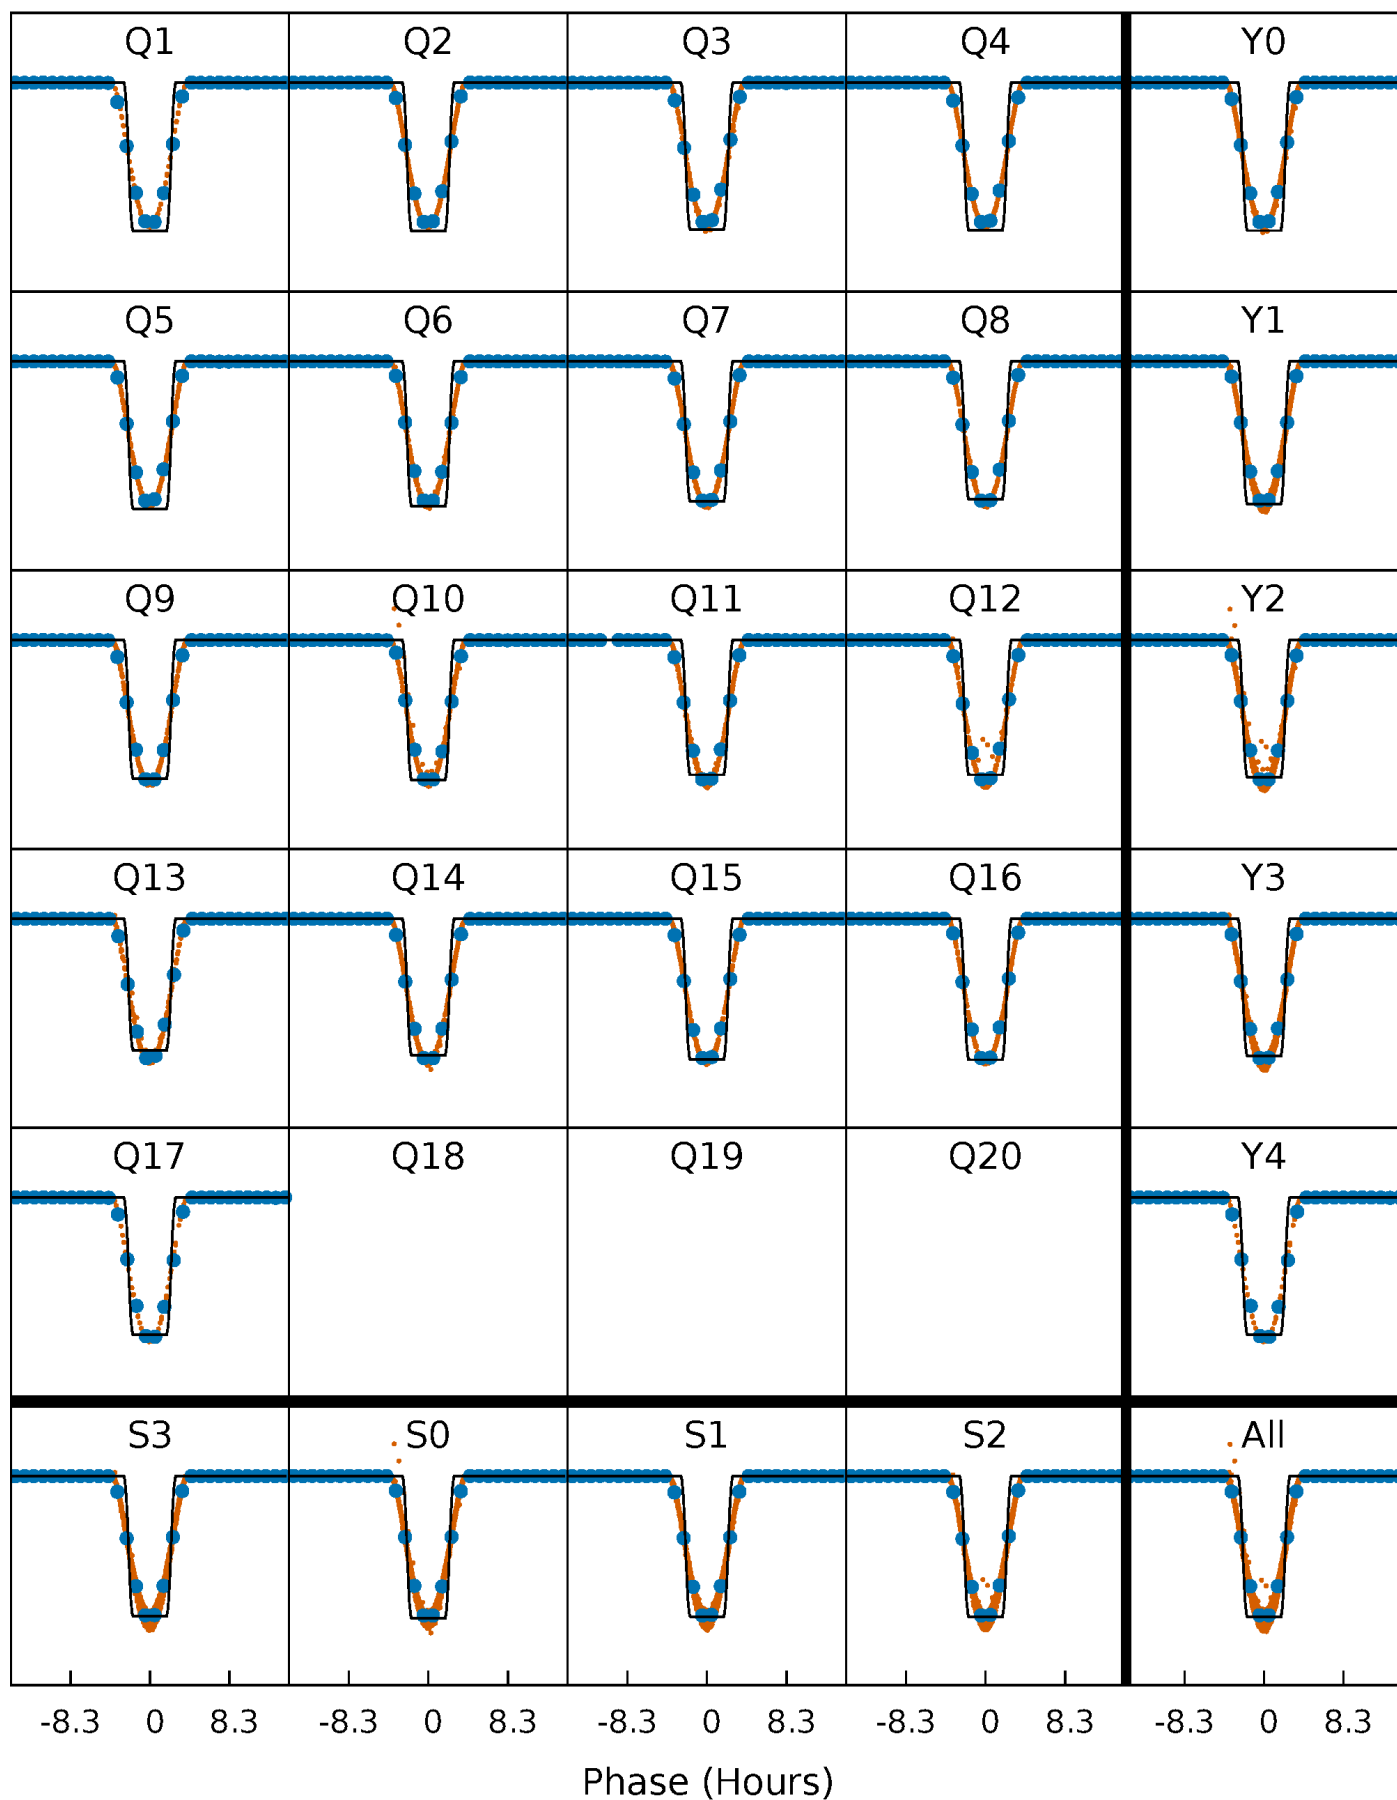 Q1 Q2 Q3 Q4 Y0
Q5 Q6 Q7 Q8 Y1
Q9 Q10 Q11 Q12 Y2
Q13 Q14 Q15 Q16 Y3
Q17 Q18 Q19 Q20 Y4
S3 S0 S1 S2 All
-8.3 0 8.3 -8.3 0 8.3 -8.3 0 8.3 -8.3 0 8.3 -8.3 0 8.3
Phase (Hours)